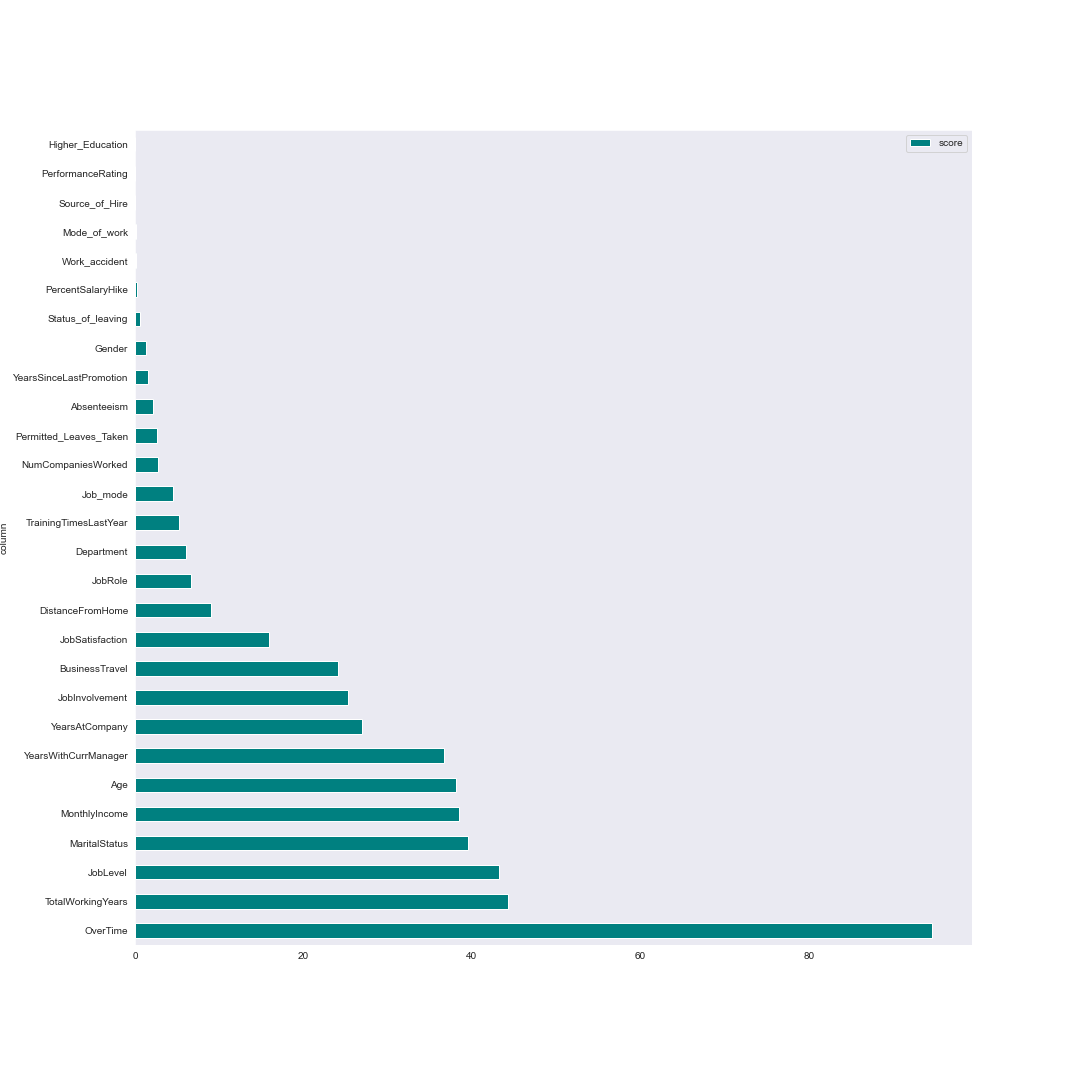 score
Higher_Education
PerformanceRating
Source_of_Hire
Mode_of_work
Work_accident
PercentSalaryHike
Status_of_leaving
Gender
YearsSinceLastPromotion
Absenteeism
Permitted_Leaves_Taken
NumCompaniesWorked
Job_mode
TrainingTimesLastYear
column
Department
JobRole
DistanceFromHome
JobSatisfaction
BusinessTravel
JobInvolvement
YearsAtCompany
YearsWithCurrManager
Age
MonthlyIncome
MaritalStatus
JobLevel
TotalWorkingYears
OverTime
0 20 40 60 80